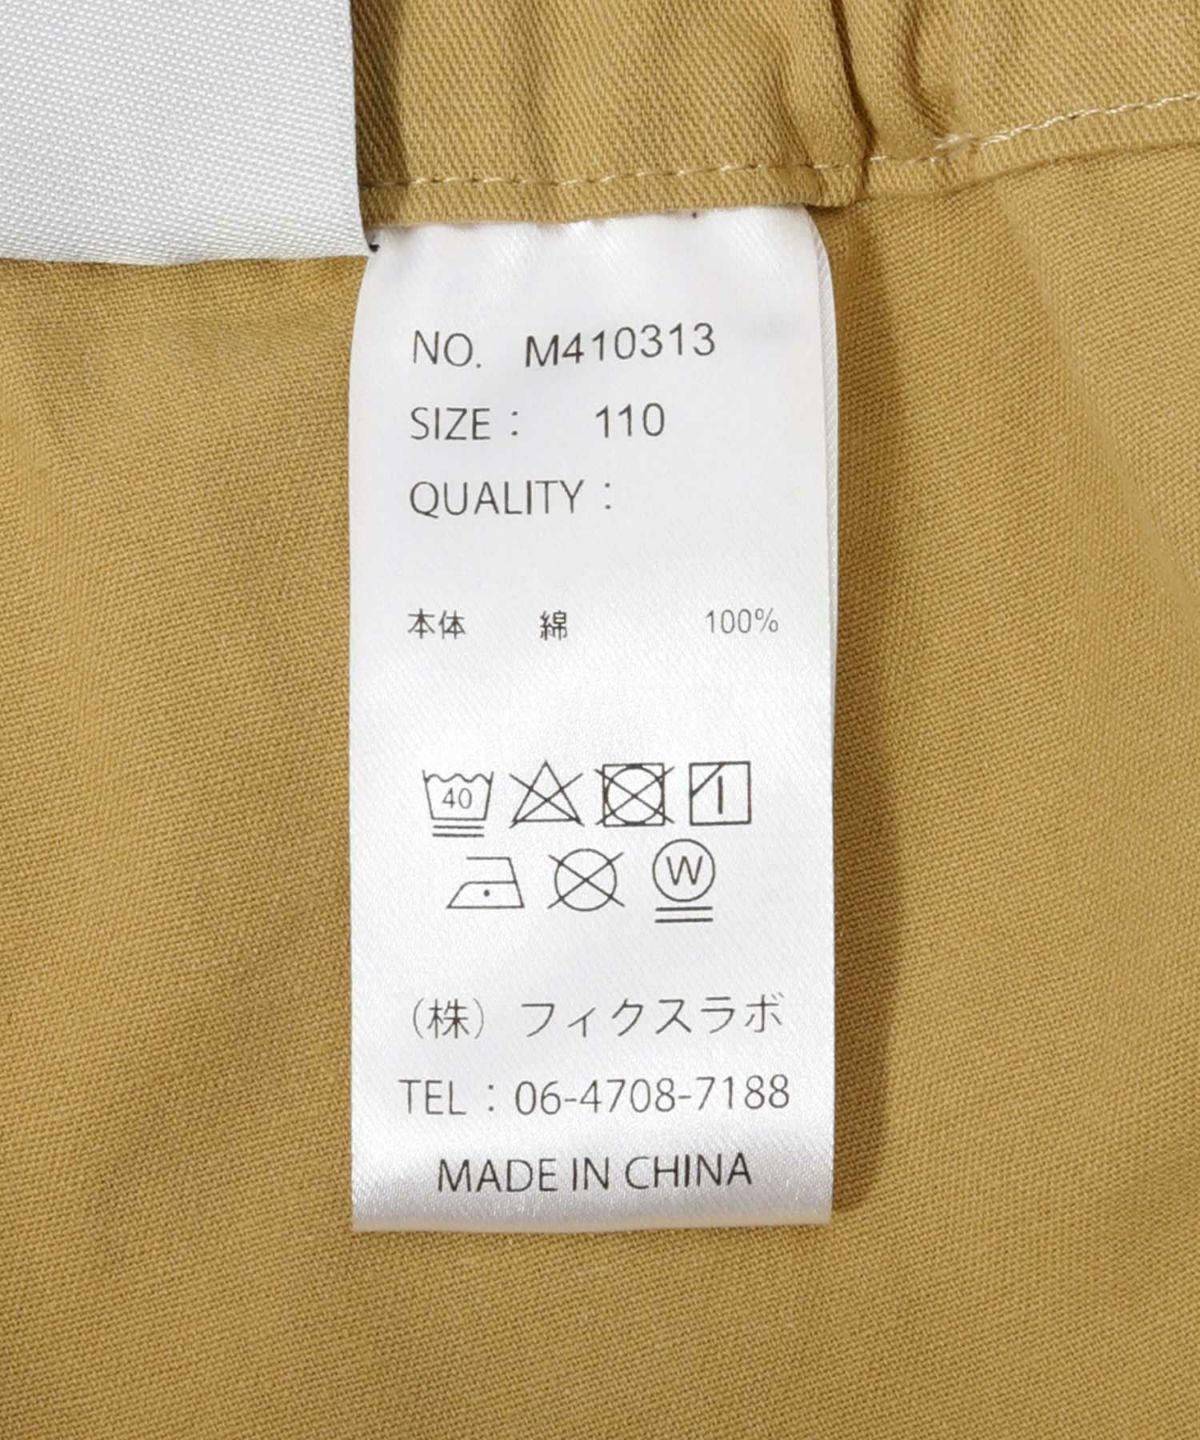 NO. M410313
SIZE： 110
QUALITY：
本体 綿 100%
40
W
（株）フィクスラボ
TEL：06-4708-7188
MADE IN CHINA